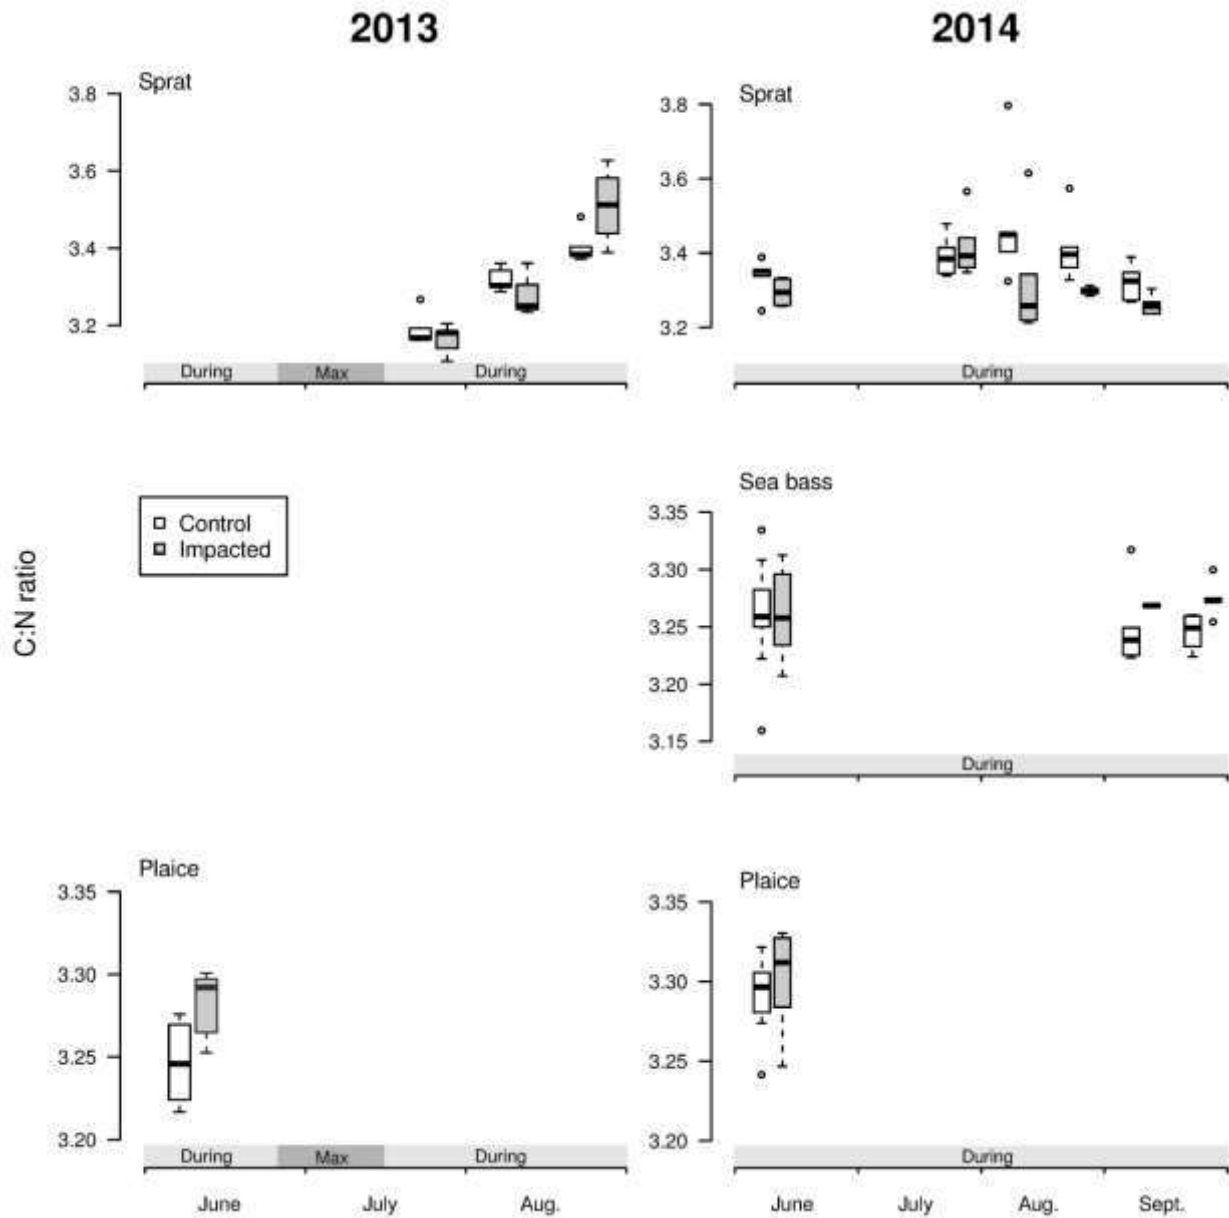 2013
2014
Sprat
3.8
3.6
3.4
3.2
During Max During
Sprat
3.8
3.6
3.4
3.2
During
C:N ratio
Control
Impacted
Sea bass
3.35
3.30
3.25
3.20
3.15
During
Plaice
3.35
3.30
3.25
3.20
During Max During
June July Aug.
Plaice
3.35
3.30
3.25
3.20
During
June July Aug. Sept.